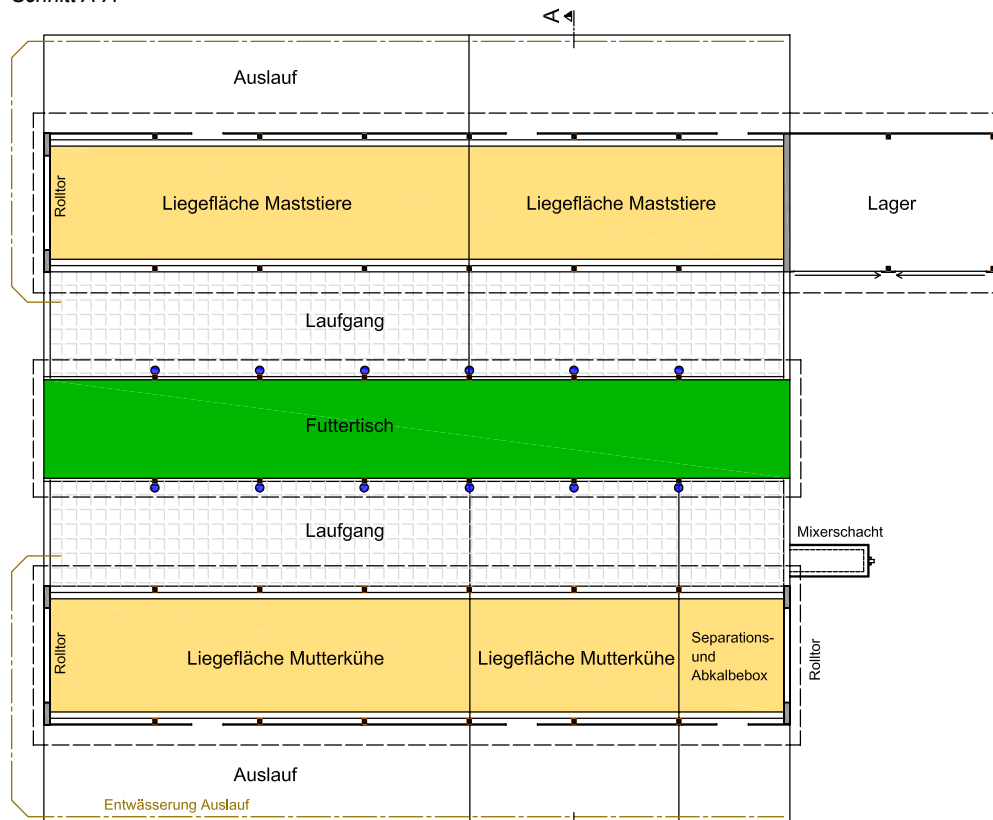 Schnitt A-A
A
Auslauf
Rolltor
Liegefläche Maststiere
Liegefläche Maststiere
Lager
Laufgang
Futtertisch
Laufgang
Mixerschacht
Rolltor
Liegefläche Mutterkühe
Liegefläche Mutterkühe
Separations-
und
Abkalbebox
Rolltor
Auslauf
Entwässerung Auslauf